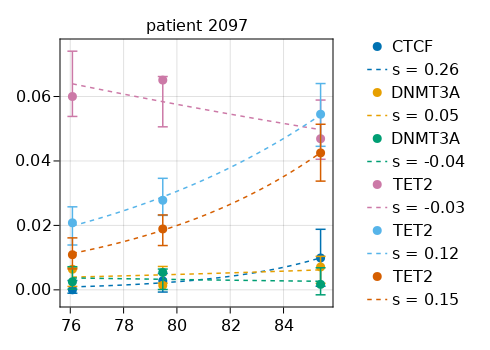 patient 2097
0.06
0.04
0.02
0.00
76
78
80
82
84
CTCF
s = 0.26
DNMT3A
s = 0.05
DNMT3A
s = -0.04
TET2
s = -0.03
TET2
s = 0.12
TET2
s = 0.15